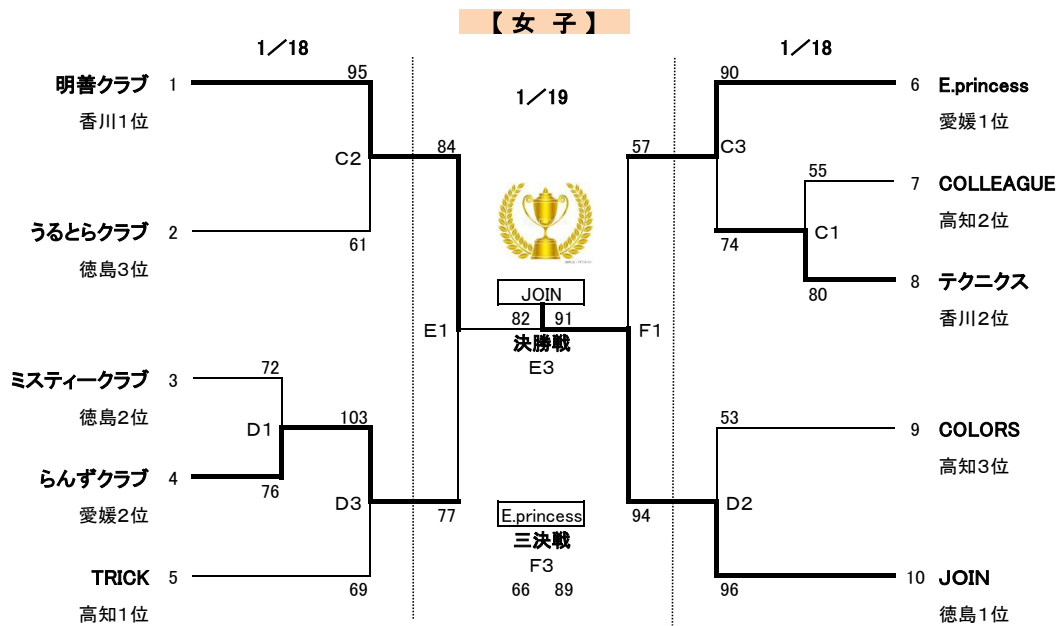 【 女 子 】
1／18
1／18
1／19
明善クラブ 1 95
香川1位
C2
84
うるとらクラブ 2 61
徳島3位
E1
ミスティークラブ 3 72
徳島2位
D1
103
らんずクラブ 4 76
愛媛2位
D3
77
TRICK 5 69
高知1位
JOIN
82 91
決勝戦
E3
E.princess
三決戦
F3
66 89
90 6 E.princess
愛媛1位
57
C3
55 7 COLLEAGUE
高知2位
74
C1
80 8 テクニクス
香川2位
F1
53 9 COLORS
高知3位
94
D2
96 10 JOIN
徳島1位